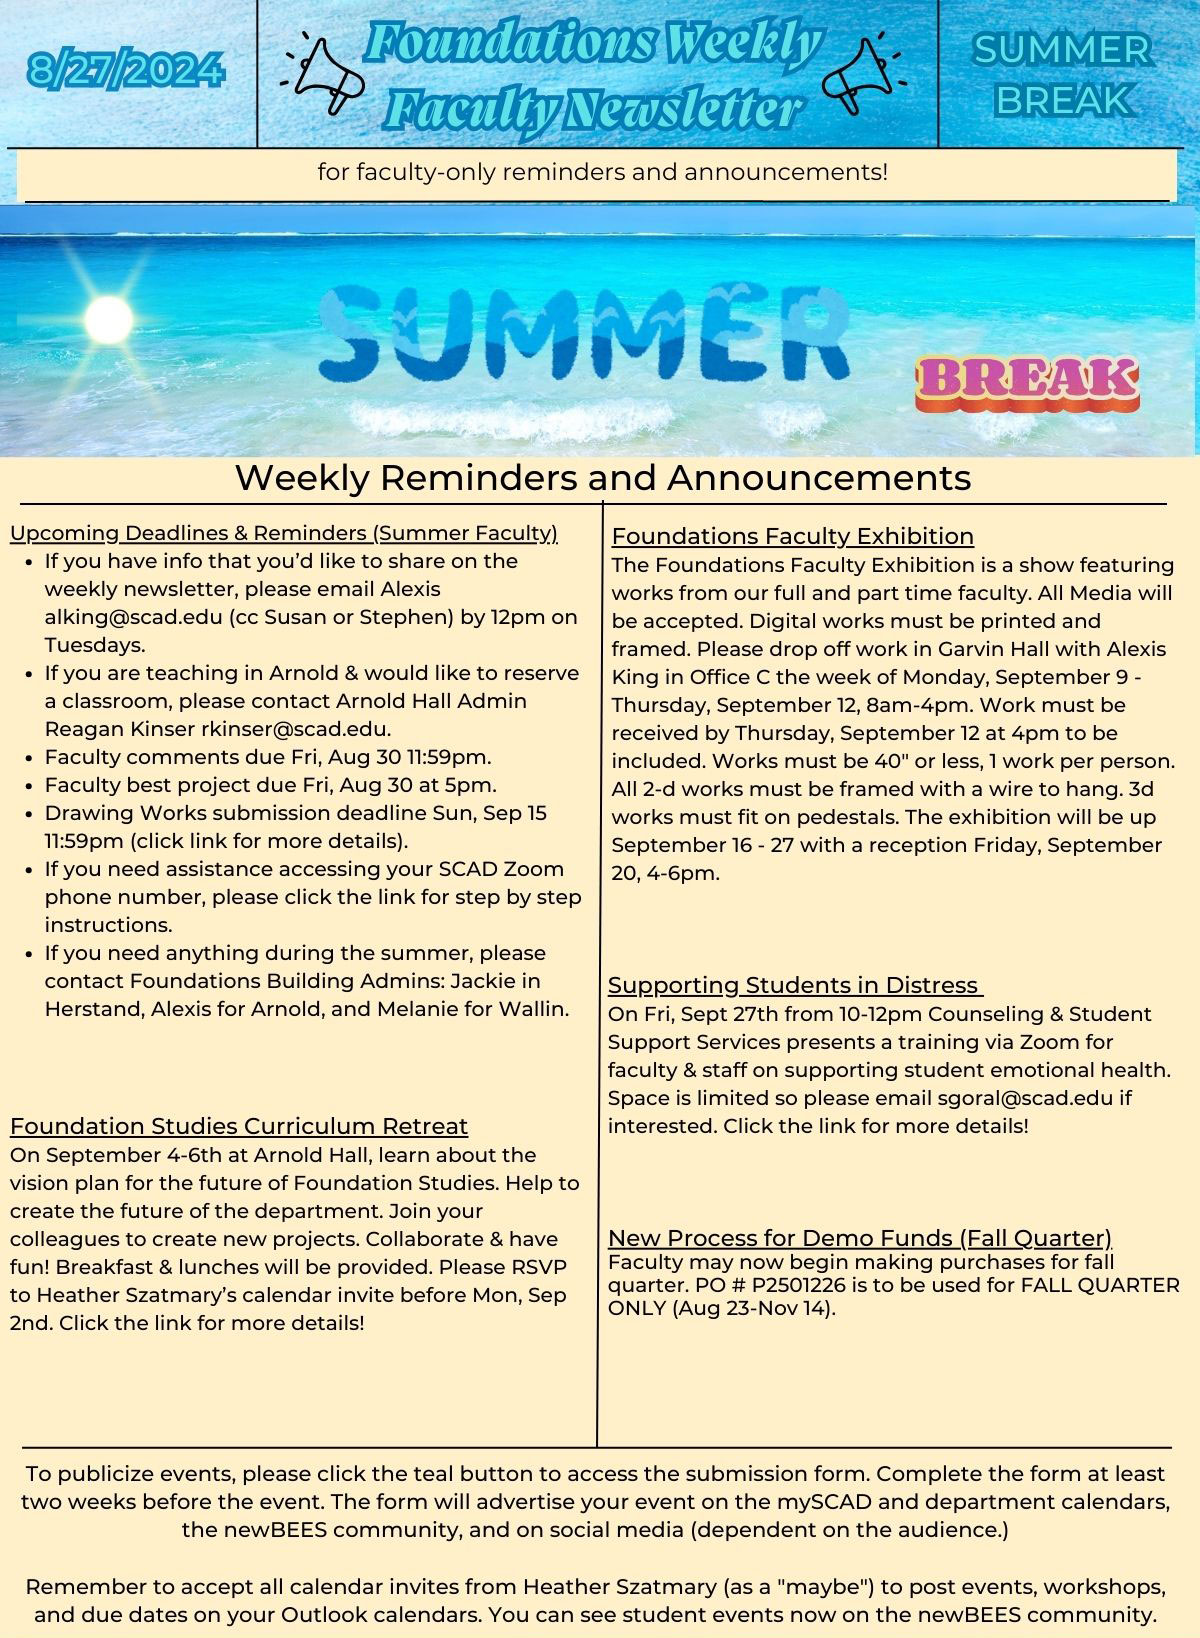 8/27/2024
Foundations Weekly
Faculty Newsletter
SUMMER
BREAK
for faculty-only reminders and announcements!
SUMMER
BREAK
Weekly Reminders and Announcements
Upcoming Deadlines & Reminders (Summer Faculty)
• If you have info that you’d like to share on the
weekly newsletter, please email Alexis
alking@scad.edu (cc Susan or Stephen) by 12pm on
Tuesdays.
• If you are teaching in Arnold & would like to reserve
a classroom, please contact Arnold Hall Admin
Reagan Kinser rkinser@scad.edu.
• Faculty comments due Fri, Aug 30 11:59pm.
• Faculty best project due Fri, Aug 30 at 5pm.
• Drawing Works submission deadline Sun, Sep 15
11:59pm (click link for more details).
• If you need assistance accessing your SCAD Zoom
phone number, please click the link for step by step
instructions.
• If you need anything during the summer, please
contact Foundations Building Admins: Jackie in
Herstand, Alexis for Arnold, and Melanie for Wallin.
Foundation Studies Curriculum Retreat
On September 4-6th at Arnold Hall, learn about the
vision plan for the future of Foundation Studies. Help to
create the future of the department. Join your
colleagues to create new projects. Collaborate & have
fun! Breakfast & lunches will be provided. Please RSVP
to Heather Szatmary’s calendar invite before Mon, Sep
2nd. Click the link for more details!
Foundations Faculty Exhibition
The Foundations Faculty Exhibition is a show featuring
works from our full and part time faculty. All Media will
be accepted. Digital works must be printed and
framed. Please drop off work in Garvin Hall with Alexis
King in Office C the week of Monday, September 9 -
Thursday, September 12, 8am-4pm. Work must be
received by Thursday, September 12 at 4pm to be
included. Works must be 40" or less, 1 work per person.
All 2-d works must be framed with a wire to hang. 3d
works must fit on pedestals. The exhibition will be up
September 16 - 27 with a reception Friday, September
20, 4-6pm.
Supporting Students in Distress
On Fri, Sept 27th from 10-12pm Counseling & Student
Support Services presents a training via Zoom for
faculty & staff on supporting student emotional health.
Space is limited so please email sgoral@scad.edu if
interested. Click the link for more details!
New Process for Demo Funds (Fall Quarter)
Faculty may now begin making purchases for fall
quarter. PO # P2501226 is to be used for FALL QUARTER
ONLY (Aug 23-Nov 14).
To publicize events, please click the teal button to access the submission form. Complete the form at least
two weeks before the event. The form will advertise your event on the mySCAD and department calendars,
the newBEES community, and on social media (dependent on the audience.)
Remember to accept all calendar invites from Heather Szatmary (as a "maybe") to post events, workshops,
and due dates on your Outlook calendars. You can see student events now on the newBEES community.